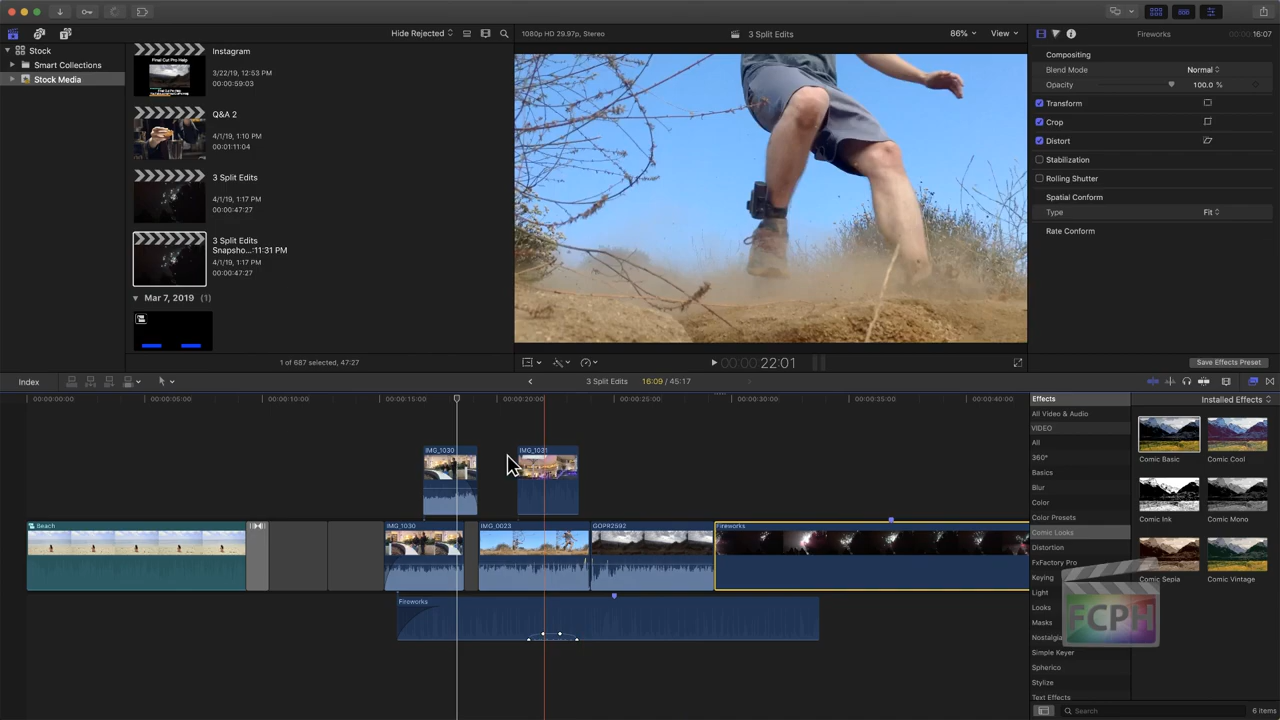 Hide Rejected
1080p HD 29.97p, Stereo
3 Split Edits
86%
View
Fireworks
00:00:16:07
Stock
Smart Collections
Stock Media
Instagram
3/22/19, 12:53 PM
00:00:59:03
Q&A 2
4/1/19, 1:10 PM
00:01:11:04
3 Split Edits
4/1/19, 1:17 PM
00:00:47:27
3 Split Edits
Snapsho...:11:31 PM
4/1/19, 1:17 PM
00:00:47:27
Mar 7, 2019 (1)
1 of 687 selected, 47:27
00:00:22:01
Compositing
Blend Mode
Normal
Opacity
100.0 %
Transform
Crop
Distort
Stabilization
Rolling Shutter
Spatial Conform
Type
Fit
Rate Conform
Save Effects Preset
Index
3 Split Edits
16:09 / 45:17
Effects
Installed Effects
00:00:00:00
00:00:05:00
00:00:10:00
00:00:15:00
00:00:20:00
00:00:25:00
00:00:30:00
00:00:35:00
00:00:40:00
IMG_1030
IMG_1031
Beach
IMG_1030
IMG_0023
GOPR2592
Fireworks
Fireworks
All Video & Audio
VIDEO
All
360°
Basics
Blur
Color
Color Presets
Comic Looks
Distortion
FxFactory Pro
Keying
Light
Looks
Masks
Nostalgia
Simple Keyer
Spherico
Stylize
Text Effects
Comic Basic
Comic Cool
Comic Ink
Comic Mono
Comic Sepia
Comic Vintage
FCPH
Search
6 items